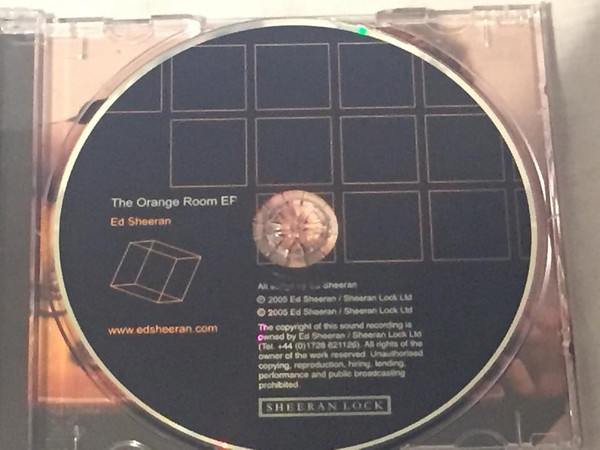 The Orange Room EP
Ed Sheeran
www.edsheeran.com
All songs by Ed Sheeran
℗ 2005 Ed Sheeran / Sheeran Lock Ltd
© 2005 Ed Sheeran / Sheeran Lock Ltd
The copyright of this sound recording is
owned by Ed Sheeran / Sheeran Lock Ltd
(Tel. +44 (0)1728 621126). All rights of the
owner of the work reserved. Unauthorised
copying, reproduction, hiring, lending,
performance and public broadcasting
prohibited.
SHEERAN LOCK